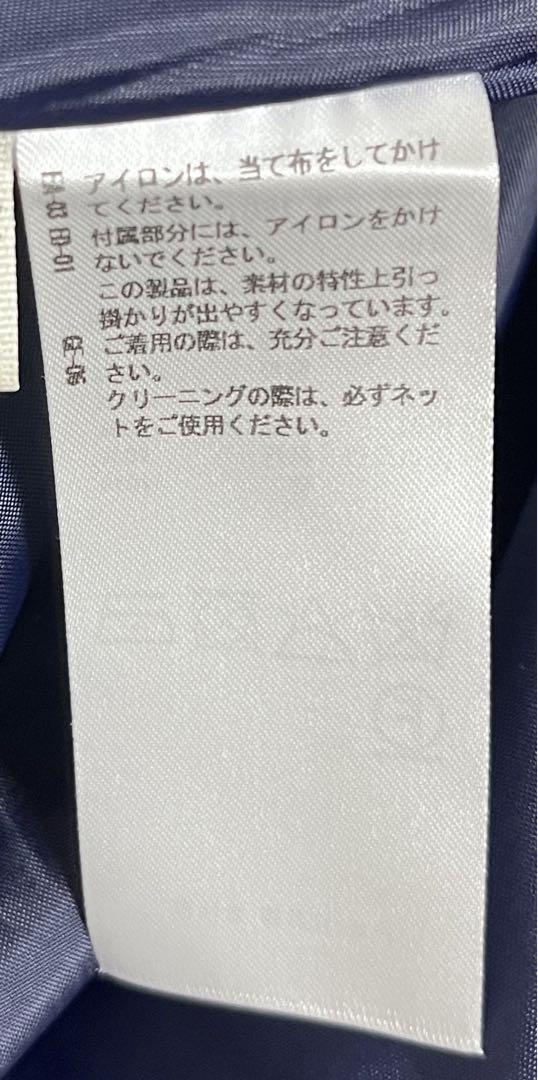 アイロンは、当て布をしてかけ
てください。
付属部分には、アイロンをかけ
ないでください。
この製品は、素材の特性上引っ
掛かりが出やすくなっています。
ご着用の際は、充分ご注意くだ
さい。
クリーニングの際は、必ずネッ
トをご使用ください。